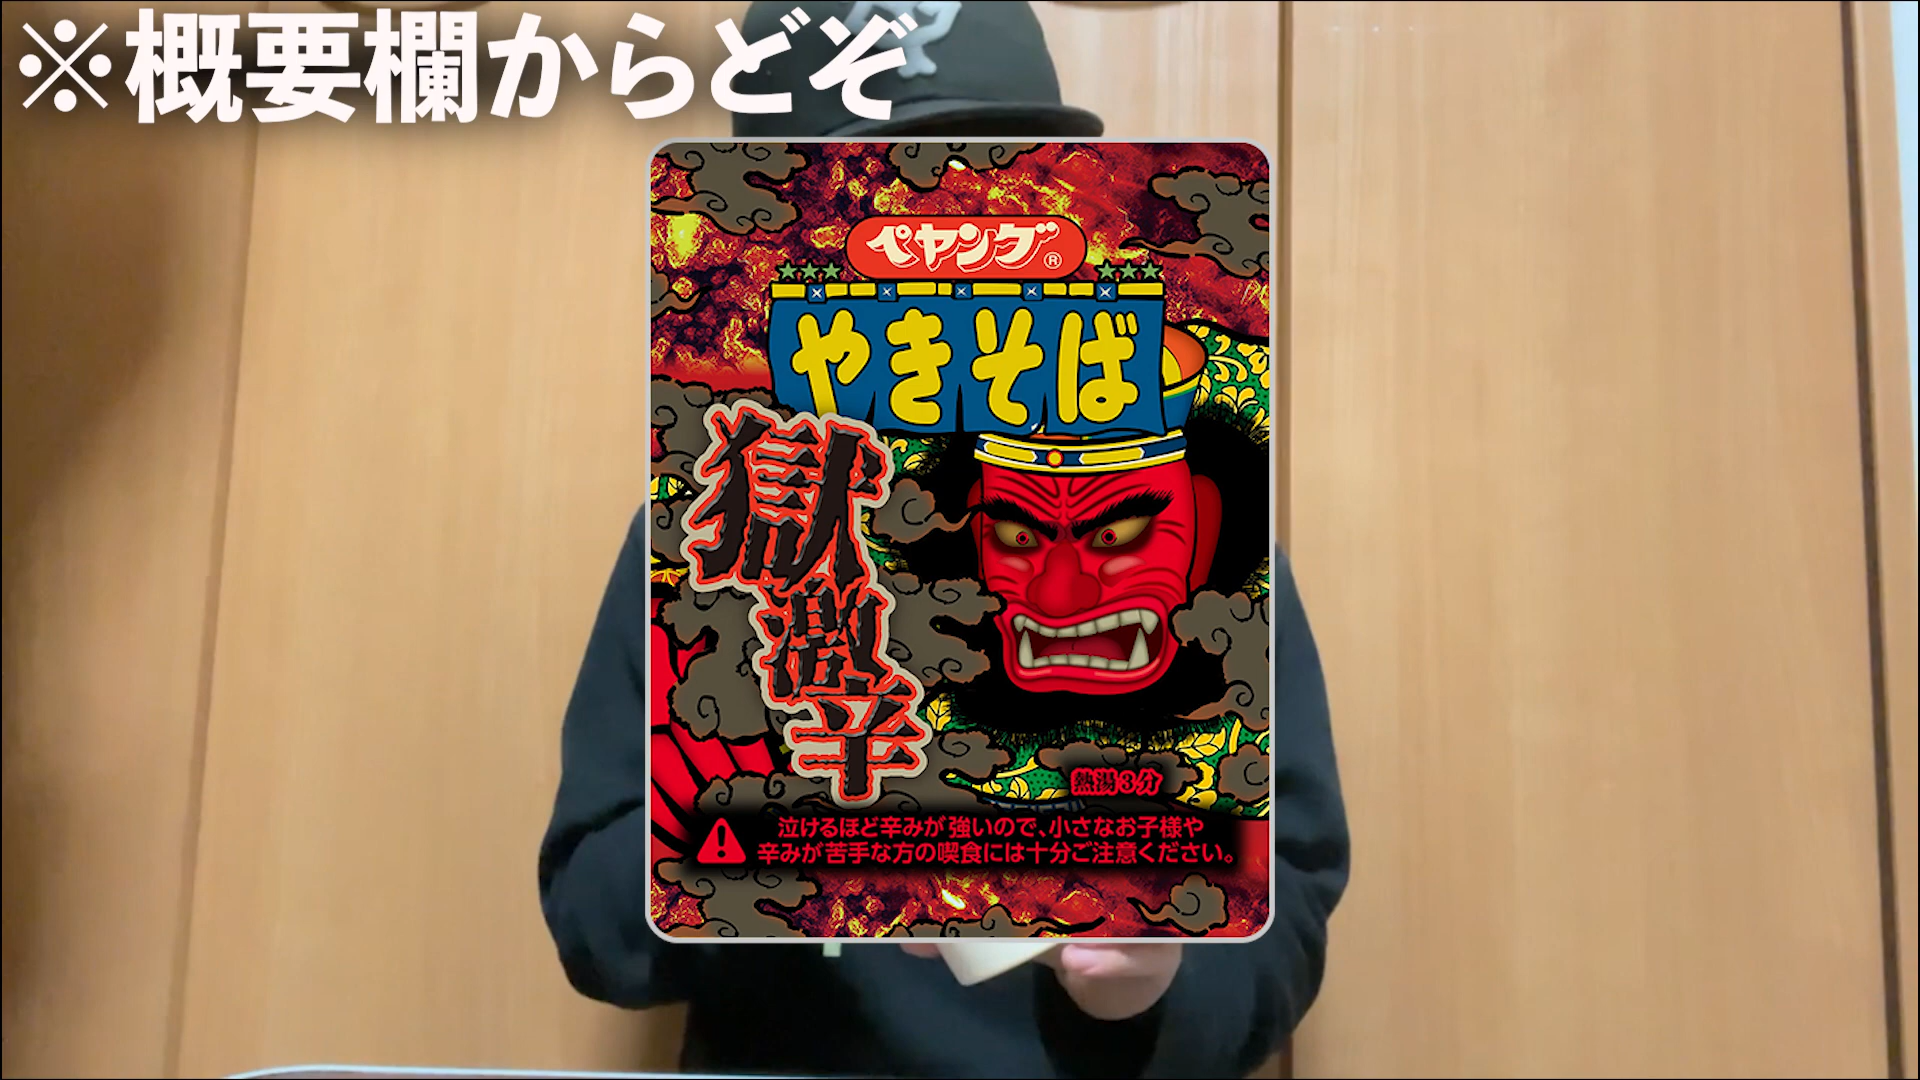 ※概要欄からどぞ
ペヤング®
やきそば
獄激辛
熱湯3分
泣けるほど辛みが強いので、小さなお子様や
辛みが苦手な方の喫食には十分ご注意ください。